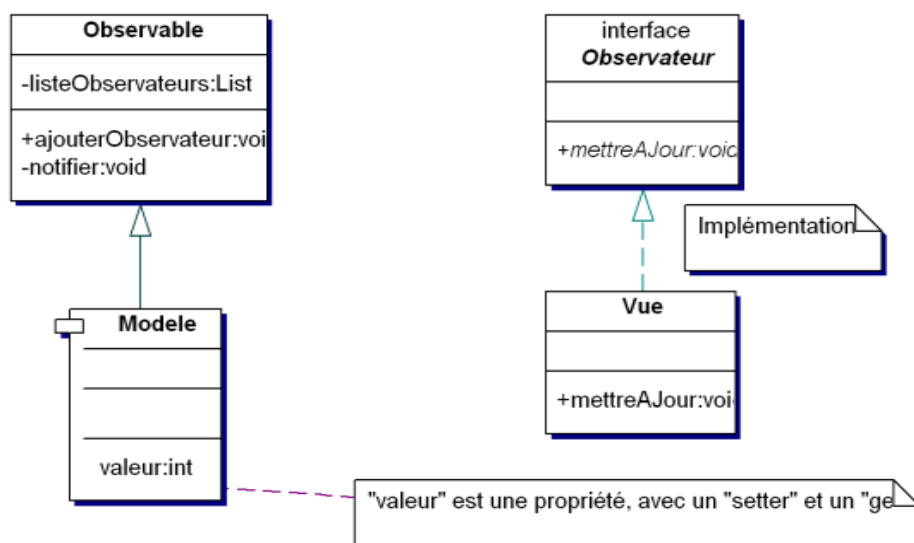 Observable
-listeObservateurs:List
+ajouterObservateur:voi
-notifier:void
interface
Observateur
+mettreAJour:void
Implémentation
Modele
valeur:int
Vue
+mettreAJour:voi
"valeur" est une propriété, avec un "setter" et un "ge